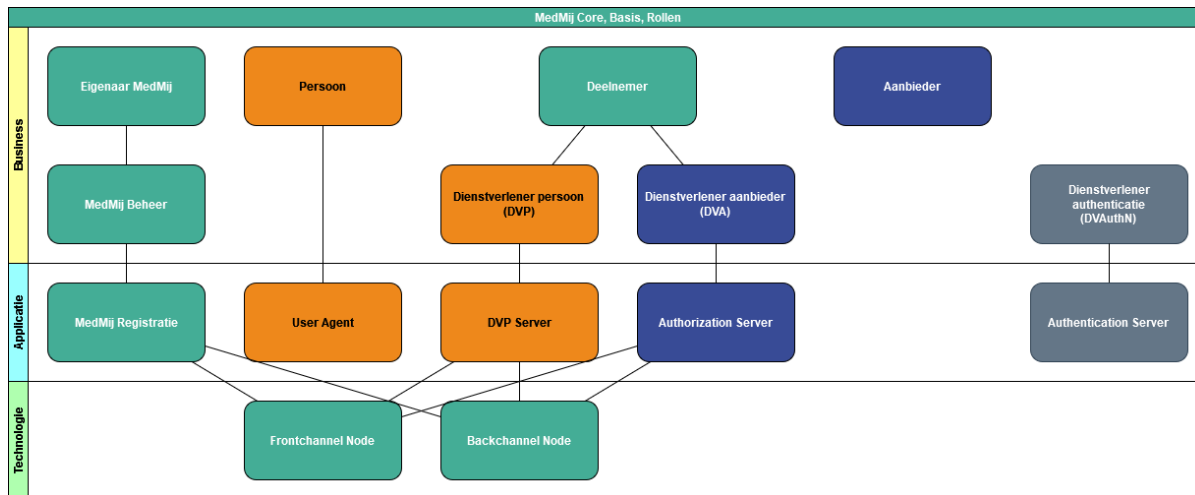 MedMij Core, Basis, Rollen
Business
Eigenaar MedMij
Persoon
Deelnemer
Aanbieder
MedMij Beheer
Dienstverlener persoon
(DVP)
Dienstverlener aanbieder
(DVA)
Dienstverlener
authenticatie
(DVAuthN)
Applicatie
MedMij Registratie
User Agent
DVP Server
Authorization Server
Authentication Server
Technologie
Frontchannel Node
Backchannel Node